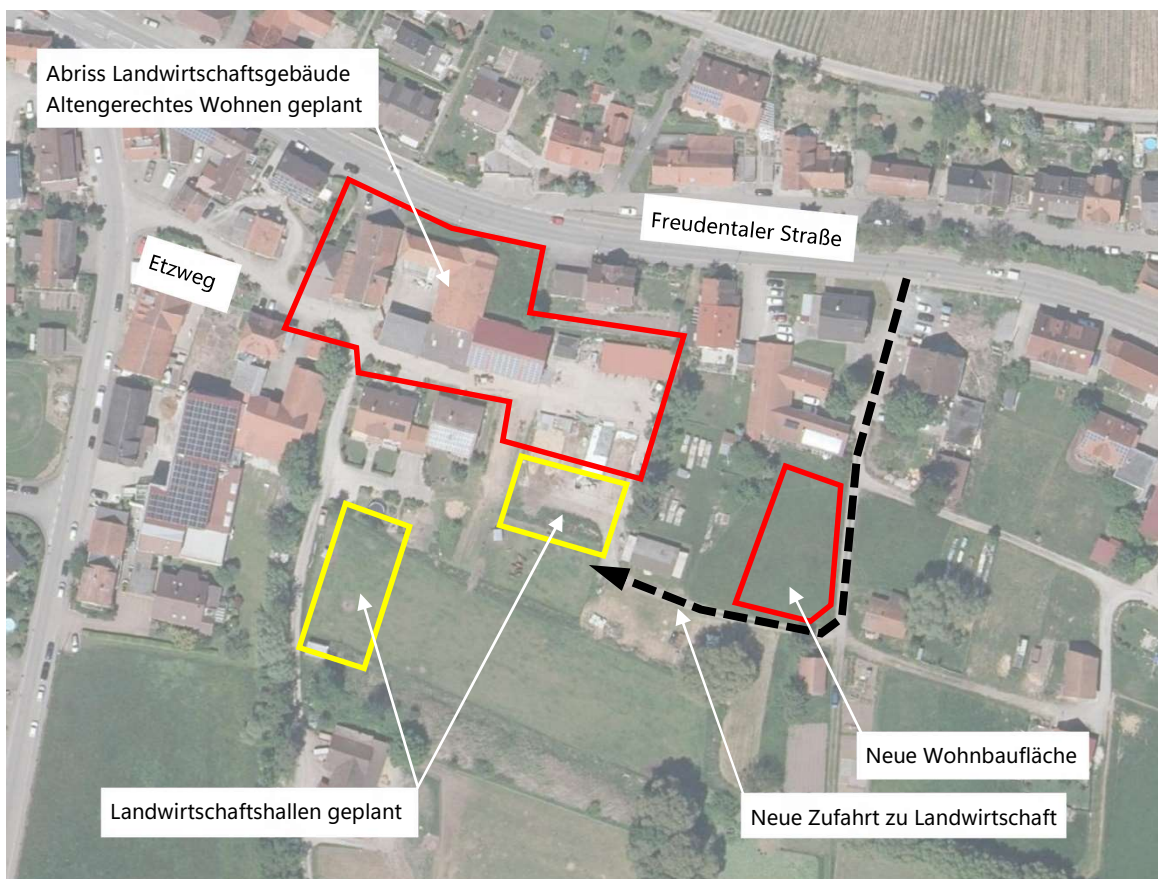 Abriss Landwirtschaftsgebäude
Altengerechtes Wohnen geplant
Freudentaler Straße
Etzweg
Neue Wohnbaufläche
Landwirtschaftshallen geplant
Neue Zufahrt zu Landwirtschaft